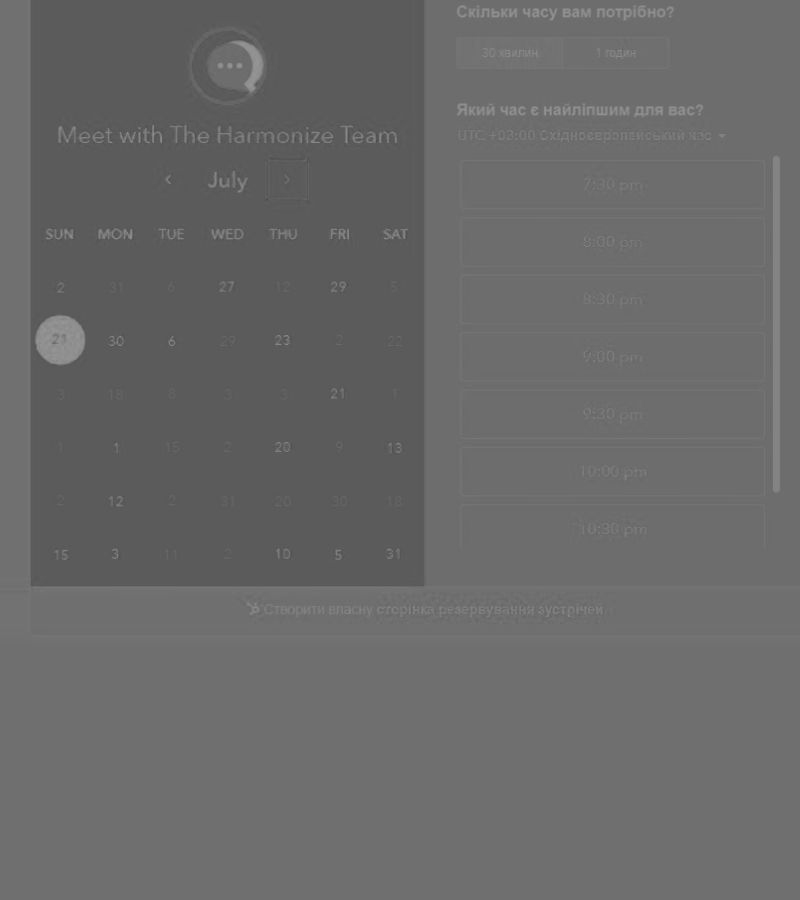 Meet with The Harmonize Team
July
SUN MON TUE WED THU FRI SAT
2 31 6 27 12 29 5
21 30 6 29 23 2 22
3 18 8 3 3 21 1
1 1 15 2 20 9 13
2 12 2 31 20 30 18
15 3 11 2 10 5 31
Скільки часу вам потрібно?
30 хвилин 1 годин
Який час є найліпшим для вас?
UTC +03:00 Східноєвропейський час
7:30 pm
8:00 pm
8:30 pm
9:00 pm
9:30 pm
10:00 pm
10:30 pm
Створити власну сторінка резервування зустрічей